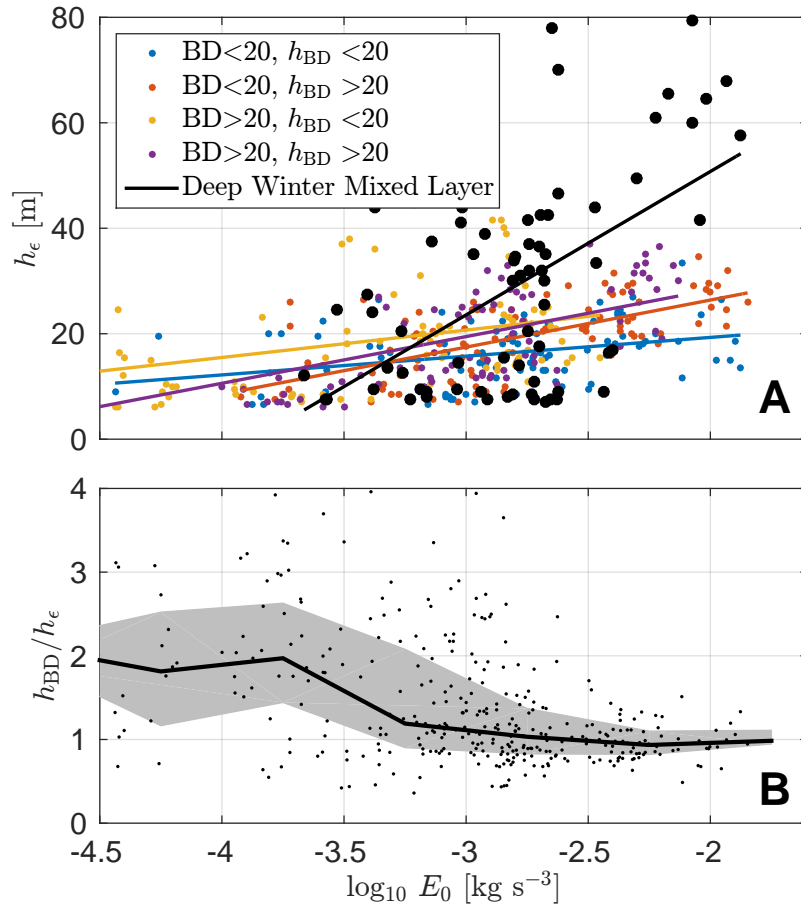 80
60
40
20
0
h_ϵ [m]
BD<20, h_BD <20
BD<20, h_BD >20
BD>20, h_BD <20
BD>20, h_BD >20
Deep Winter Mixed Layer
A
4
3
2
1
0
h_BD/h_ϵ
B
-4.5 -4 -3.5 -3 -2.5 -2
log₁₀ E₀ [kg s⁻³]